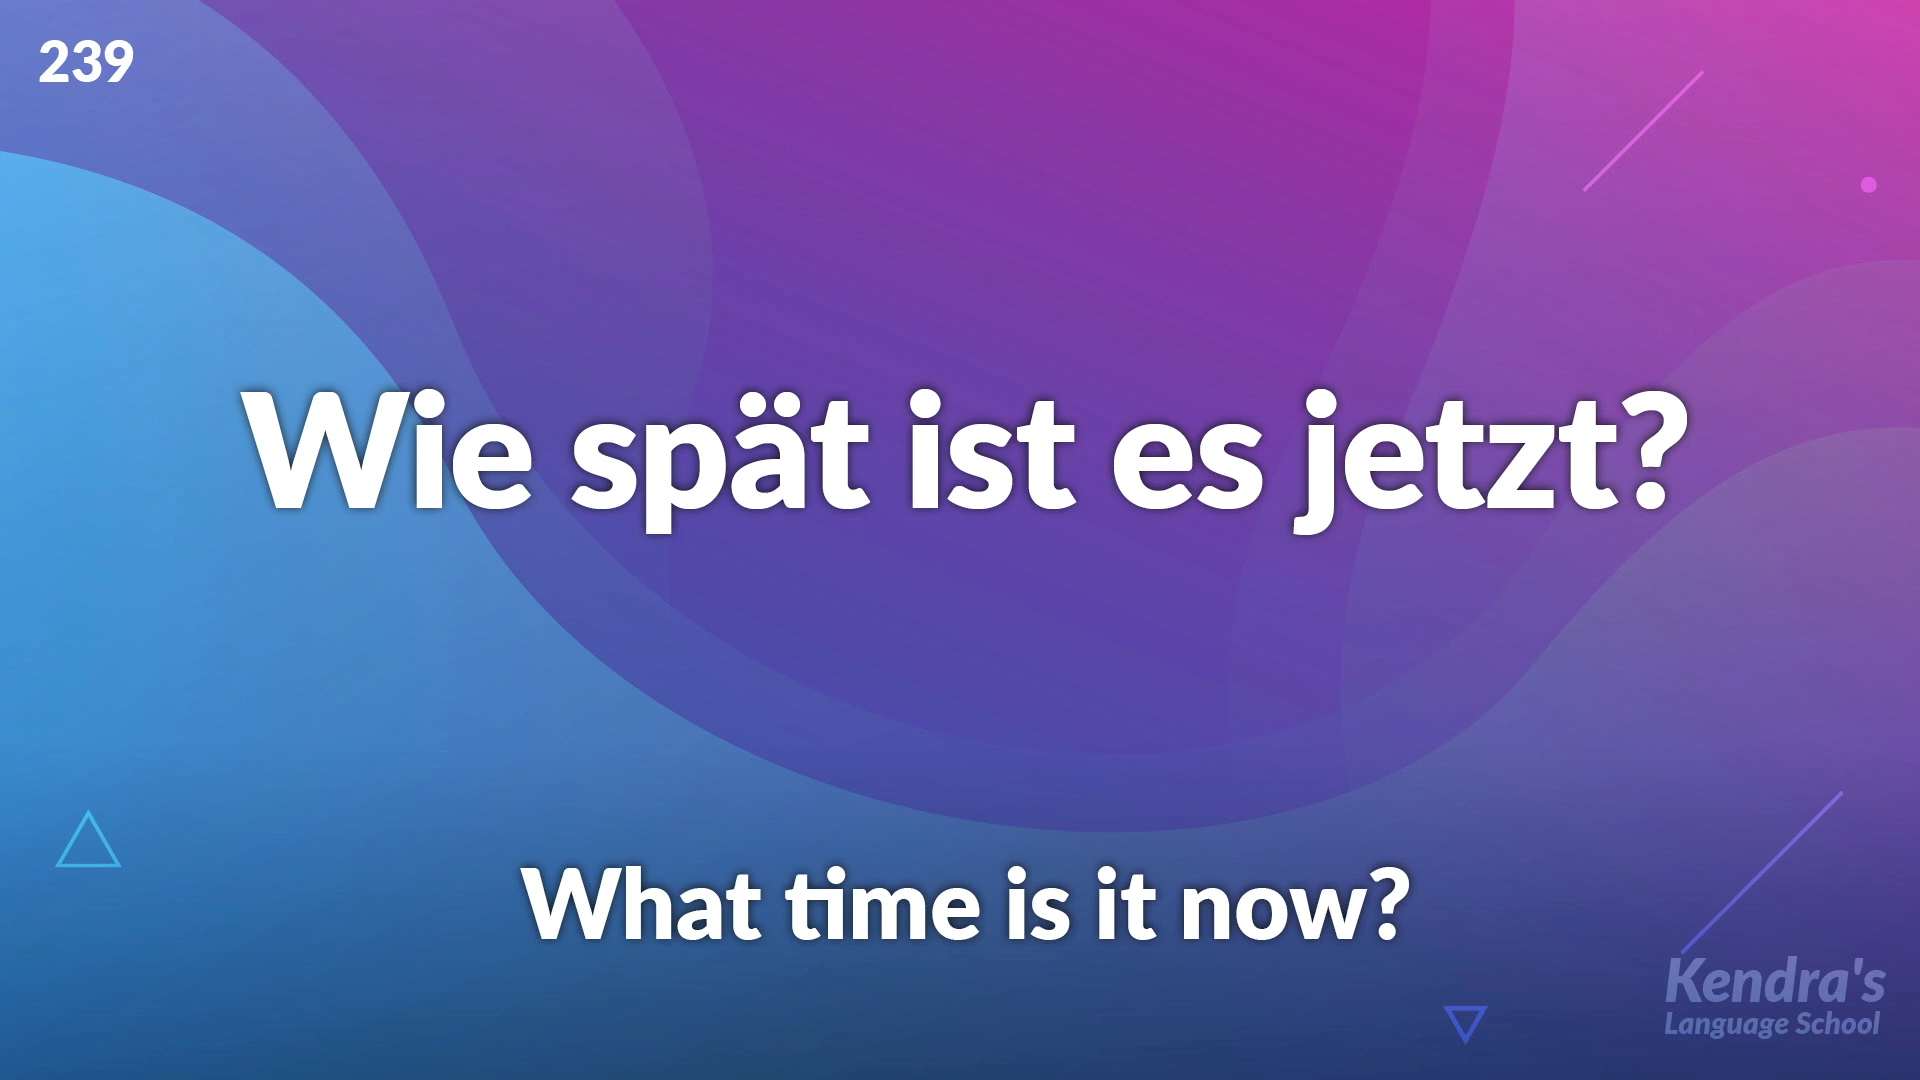 239
Wie spät ist es jetzt?
What time is it now?
Kendra's
Language School